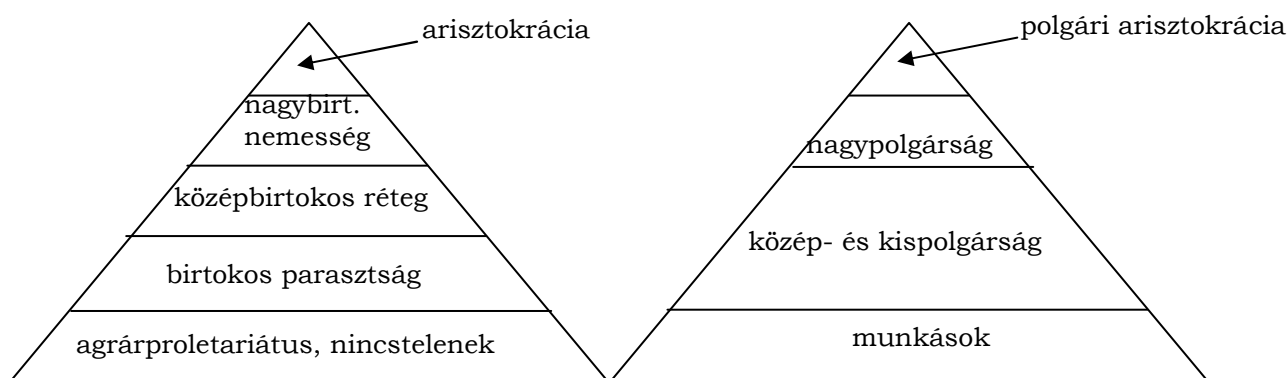 arisztokrácia
nagybirt.
nemesség
középbirtokos réteg
birtokos parasztság
agrárproletariátus, nincstelenek
polgári arisztokrácia
nagypolgárság
közép- és kispolgárság
munkások